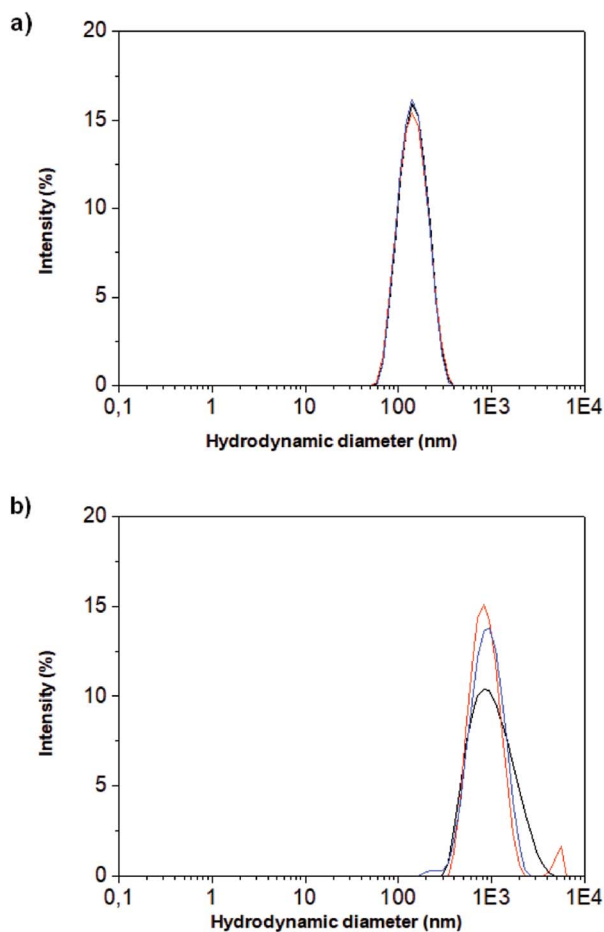 a)
Intensity (%)
20
15
10
5
0
0,1 1 10 100 1E3 1E4
Hydrodynamic diameter (nm)
b)
Intensity (%)
20
15
10
5
0
0,1 1 10 100 1E3 1E4
Hydrodynamic diameter (nm)